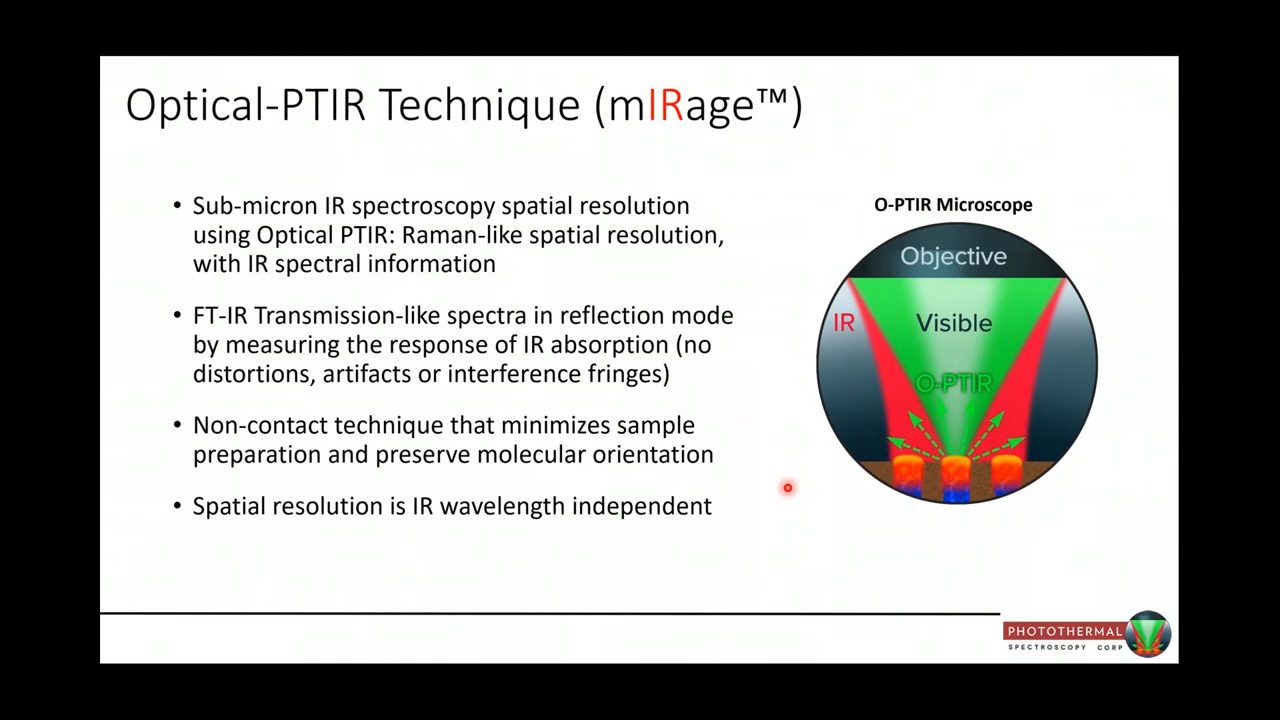 Optical-PTIR Technique (mIRage™)
• Sub-micron IR spectroscopy spatial resolution
using Optical PTIR: Raman-like spatial resolution,
with IR spectral information
• FT-IR Transmission-like spectra in reflection mode
by measuring the response of IR absorption (no
distortions, artifacts or interference fringes)
• Non-contact technique that minimizes sample
preparation and preserve molecular orientation
• Spatial resolution is IR wavelength independent
O-PTIR Microscope
Objective
IR
Visible
O-PTIR
PHOTOTHERMAL
SPECTROSCOPY CORP